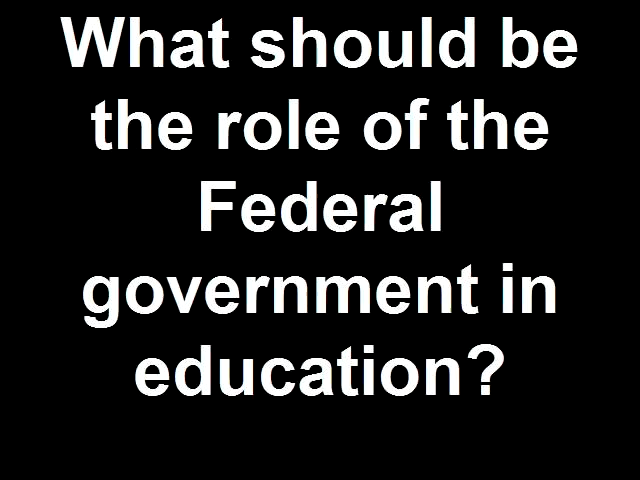 What should be
the role of the
Federal
government in
education?